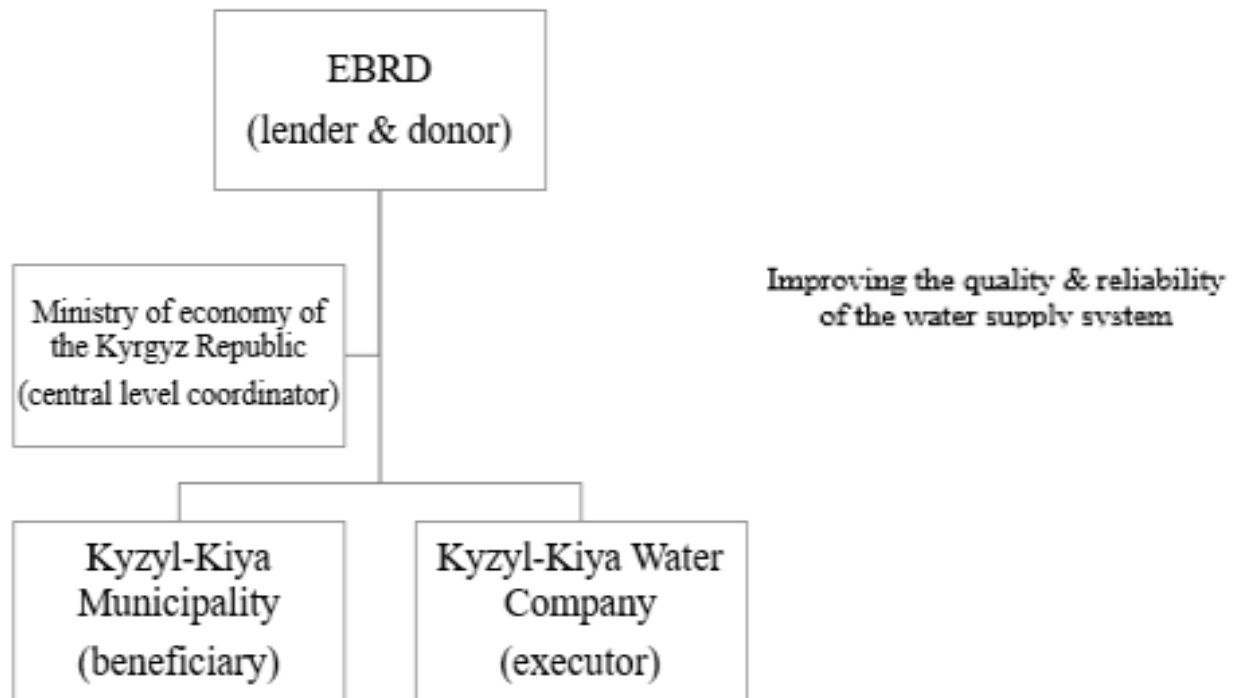 EBRD
(lender & donor)
Ministry of economy of
the Kyrgyz Republic
(central level coordinator)
Improving the quality & reliability
of the water supply system
Kyzyl-Kiya
Municipality
(beneficiary)
Kyzyl-Kiya Water
Company
(executor)